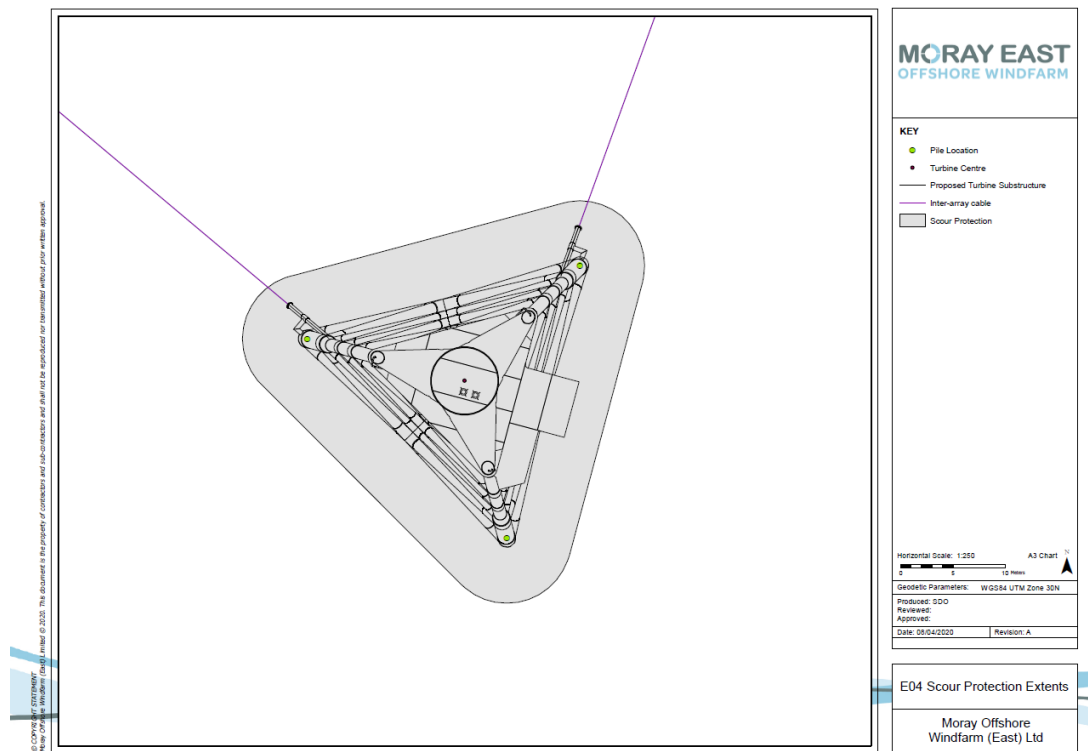 MORAY EAST
OFFSHORE WINDFARM
KEY
Pile Location
Turbine Centre
Proposed Turbine Substructure
Inter-array cable
Scour Protection
Horizontal Scale: 1:250
A3 Chart
N
0 5 10 Meters
Geodetic Parameters: WGS84 UTM Zone 30N
Produced: SDO
Reviewed:
Approved:
Date: 08/04/2020
Revision: A
E04 Scour Protection Extents
Moray Offshore
Windfarm (East) Ltd
© COPYRIGHT STATEMENT
Moray Offshore Windfarm (East) Limited © 2020. This document is the property of contractors and sub-contractors and shall not be reproduced nor transmitted without prior written approval.